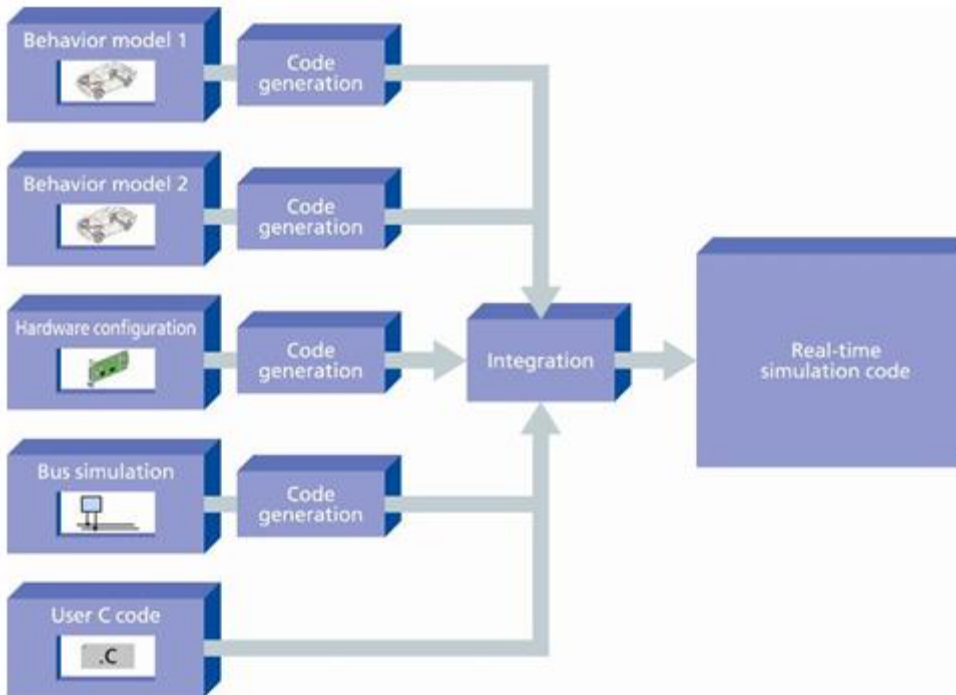 Behavior model 1
Code
generation
Behavior model 2
Code
generation
Hardware configuration
Code
generation
Integration
Real-time
simulation code
Bus simulation
Code
generation
User C code
.C